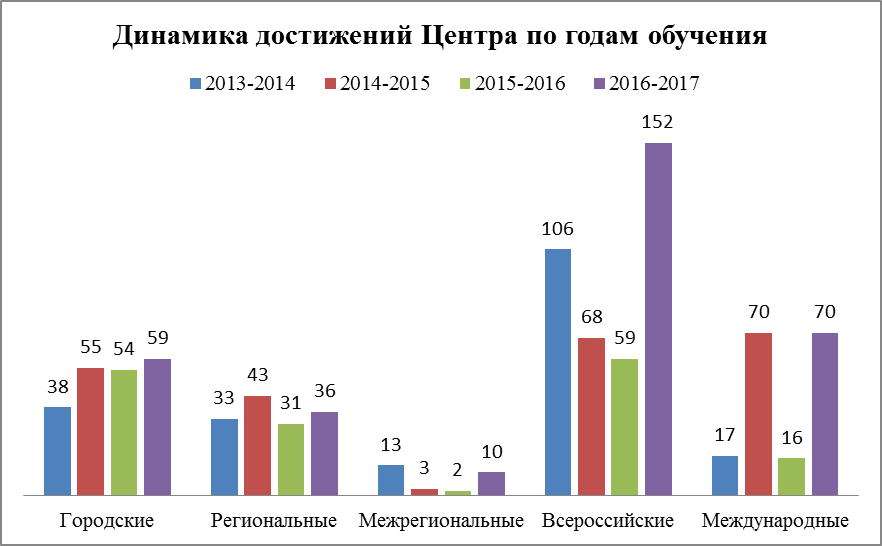 Динамика достижений Центра по годам обучения
2013-2014 2014-2015 2015-2016 2016-2017
38 55 54 59
33 43 31 36
13 3 2 10
106 68 59 152
17 70 16 70
Городские Региональные Межрегиональные Всероссийские Международные